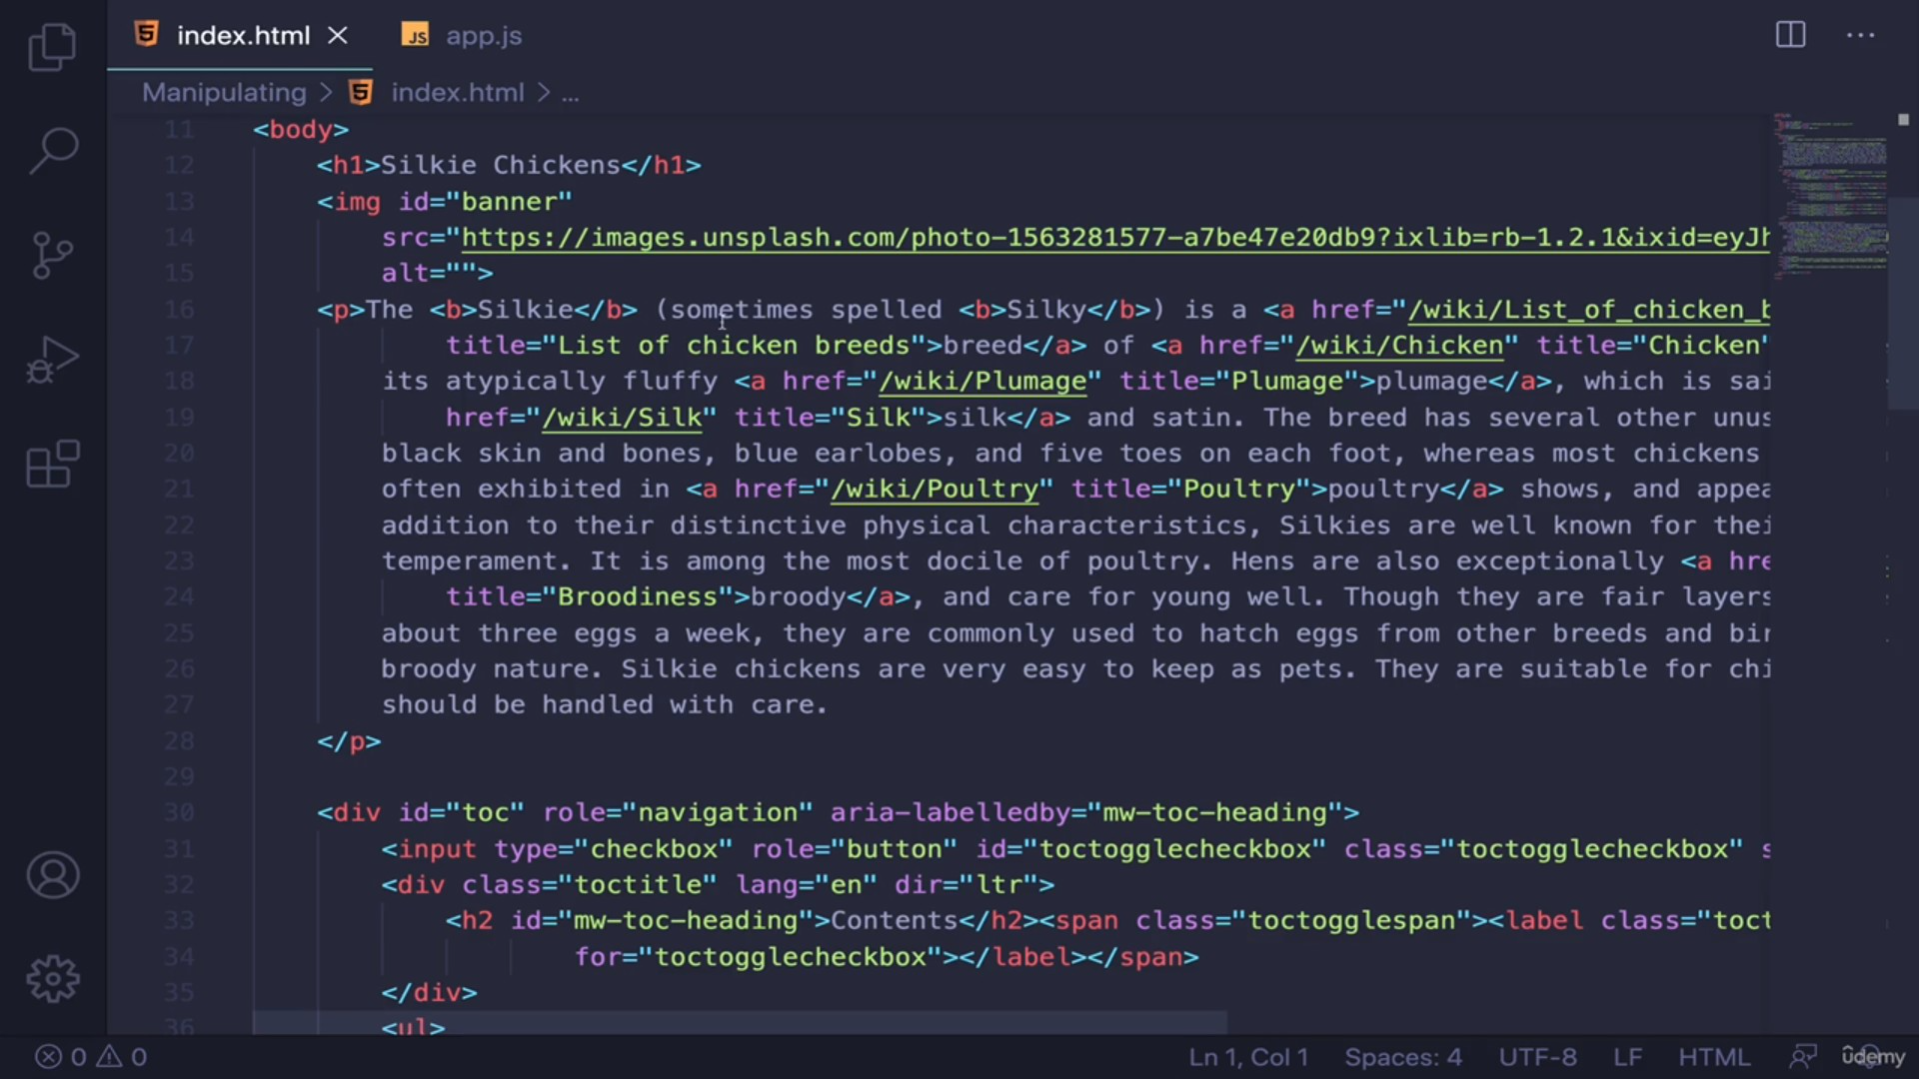 index.html
JS app.js
Manipulating > index.html > ...
11 <body>
12 <h1>Silkie Chickens</h1>
13 <img id="banner"
14 src="https://images.unsplash.com/photo-1563281577-a7be47e20db9?ixlib=rb-1.2.1&ixid=eyJh
15 alt="">
16 <p>The <b>Silkie</b> (sometimes spelled <b>Silky</b>) is a <a href="/wiki/List_of_chicken_b
17 title="List of chicken breeds">breed</a> of <a href="/wiki/Chicken" title="Chicken"
18 its atypically fluffy <a href="/wiki/Plumage" title="Plumage">plumage</a>, which is sai
19 href="/wiki/Silk" title="Silk">silk</a> and satin. The breed has several other unus
20 black skin and bones, blue earlobes, and five toes on each foot, whereas most chickens
21 often exhibited in <a href="/wiki/Poultry" title="Poultry">poultry</a> shows, and appea
22 addition to their distinctive physical characteristics, Silkies are well known for thei
23 temperament. It is among the most docile of poultry. Hens are also exceptionally <a hre
24 title="Broodiness">broody</a>, and care for young well. Though they are fair layers
25 about three eggs a week, they are commonly used to hatch eggs from other breeds and bir
26 broody nature. Silkie chickens are very easy to keep as pets. They are suitable for chi
27 should be handled with care.
28 </p>
29
30 <div id="toc" role="navigation" aria-labelledby="mw-toc-heading">
31 <input type="checkbox" role="button" id="toctogglecheckbox" class="toctogglecheckbox" s
32 <div class="toctitle" lang="en" dir="ltr">
33 <h2 id="mw-toc-heading">Contents</h2><span class="toctogglespan"><label class="toct
34 for="toctogglecheckbox"></label></span>
35 </div>
36 <ul>
0 0
Ln 1, Col 1 Spaces: 4 UTF-8 LF HTML
ûdemy